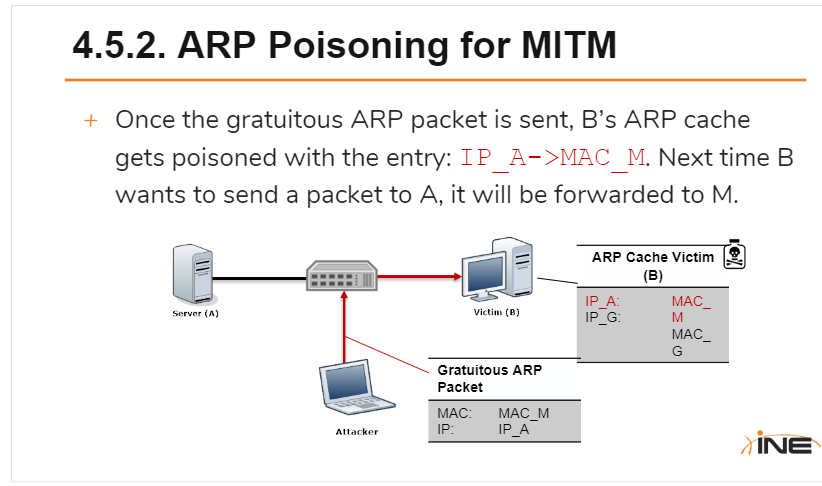 4.5.2. ARP Poisoning for MITM
+ Once the gratuitous ARP packet is sent, B’s ARP cache
gets poisoned with the entry: IP_A->MAC_M. Next time B
wants to send a packet to A, it will be forwarded to M.
ARP Cache Victim
(B)
IP_A: MAC_
IP_G: M
MAC_
G
Server (A)
Victim (B)
Gratuitous ARP
Packet
MAC: MAC_M
IP: IP_A
Attacker
INE